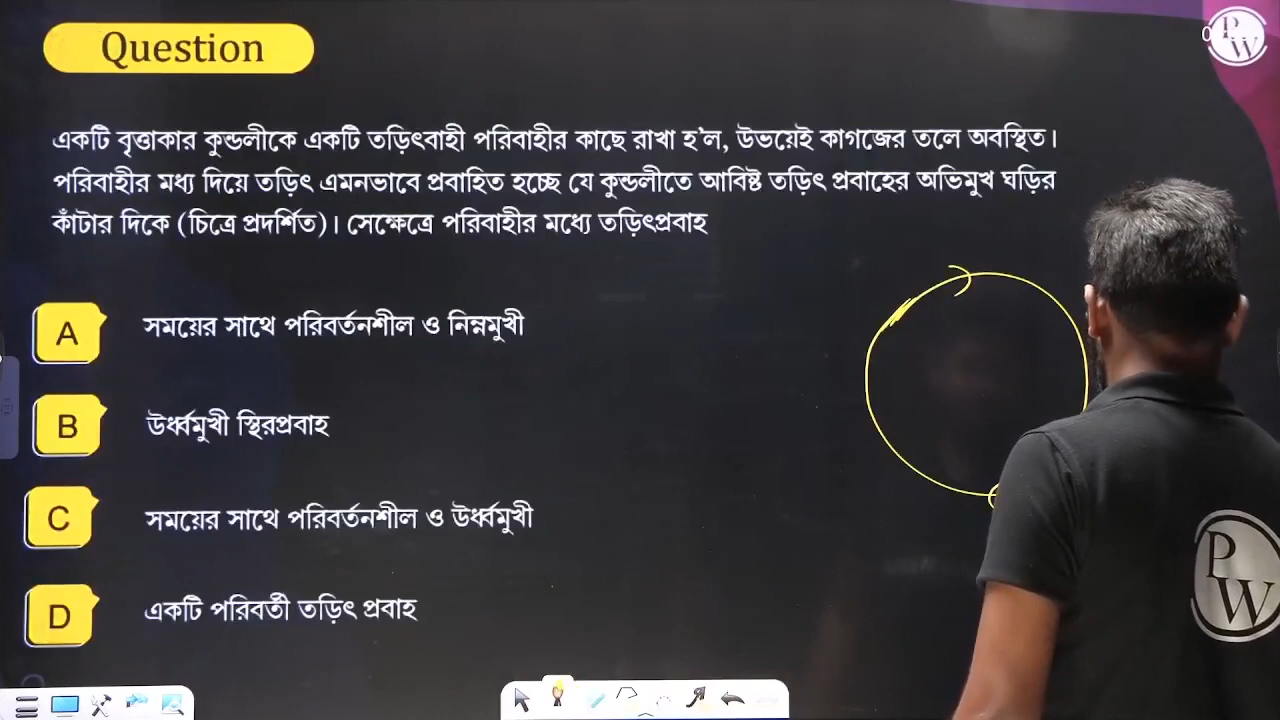 Question
একটি বৃত্তাকার কুন্ডলীকে একটি তড়িৎবাহী পরিবাহীর কাছে রাখা হ'ল, উভয়েই কাগজের তলে অবস্থিত।
পরিবাহীর মধ্য দিয়ে তড়িৎ এমনভাবে প্রবাহিত হচ্ছে যে কুন্ডলীতে আবিষ্ট তড়িৎ প্রবাহের অভিমুখ ঘড়ির
কাঁটার দিকে (চিত্রে প্রদর্শিত)। সেক্ষেত্রে পরিবাহীর মধ্যে তড়িৎপ্রবাহ
A সময়ের সাথে পরিবর্তনশীল ও নিম্নমুখী
B উর্ধ্বমুখী স্থিরপ্রবাহ
C সময়ের সাথে পরিবর্তনশীল ও উর্ধ্বমুখী
D একটি পরিবর্তী তড়িৎ প্রবাহ
PW
PW